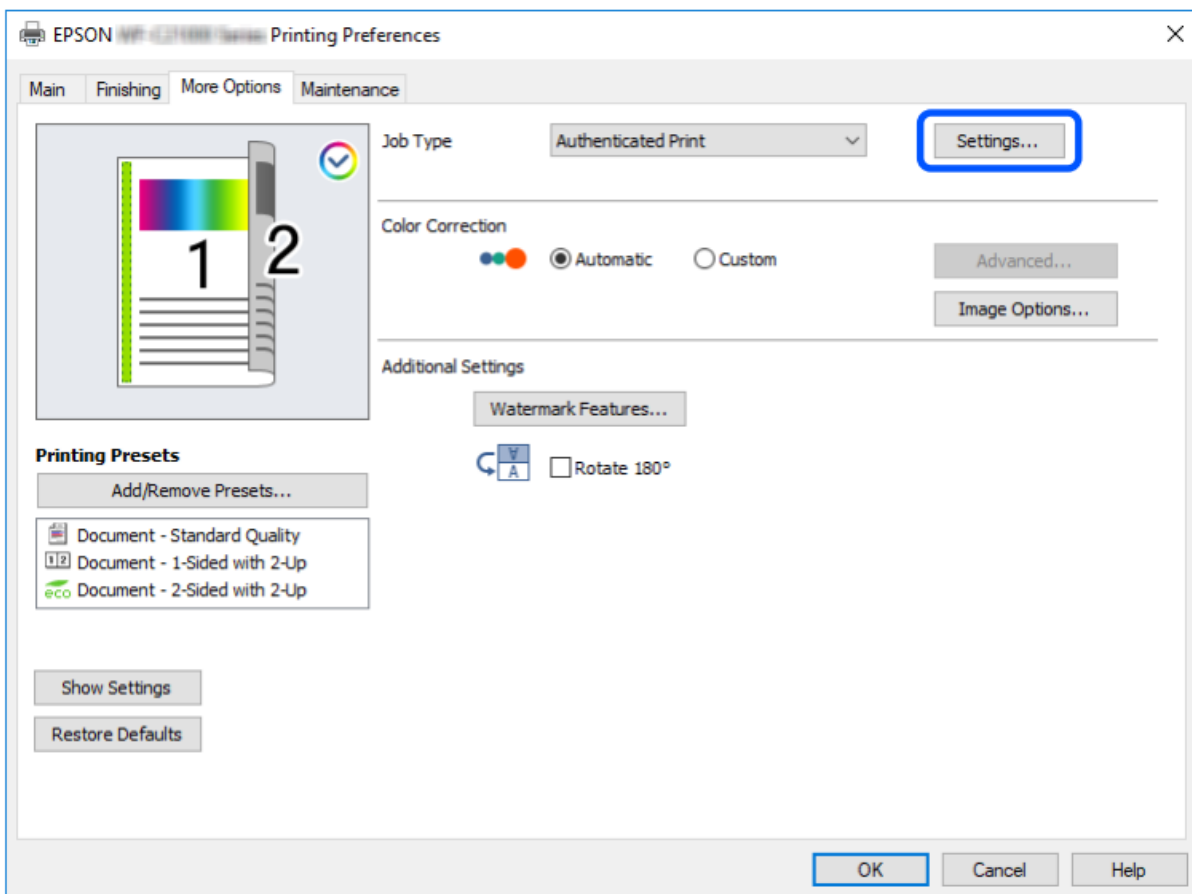 EPSON Printing Preferences
Main Finishing More Options Maintenance
Job Type Authenticated Print Settings...
1 2
Color Correction
Automatic Custom Advanced...
Image Options...
Additional Settings
Watermark Features...
A A Rotate 180°
Printing Presets
Add/Remove Presets...
Document - Standard Quality
1 2 Document - 1-Sided with 2-Up
eco Document - 2-Sided with 2-Up
Show Settings
Restore Defaults
OK Cancel Help